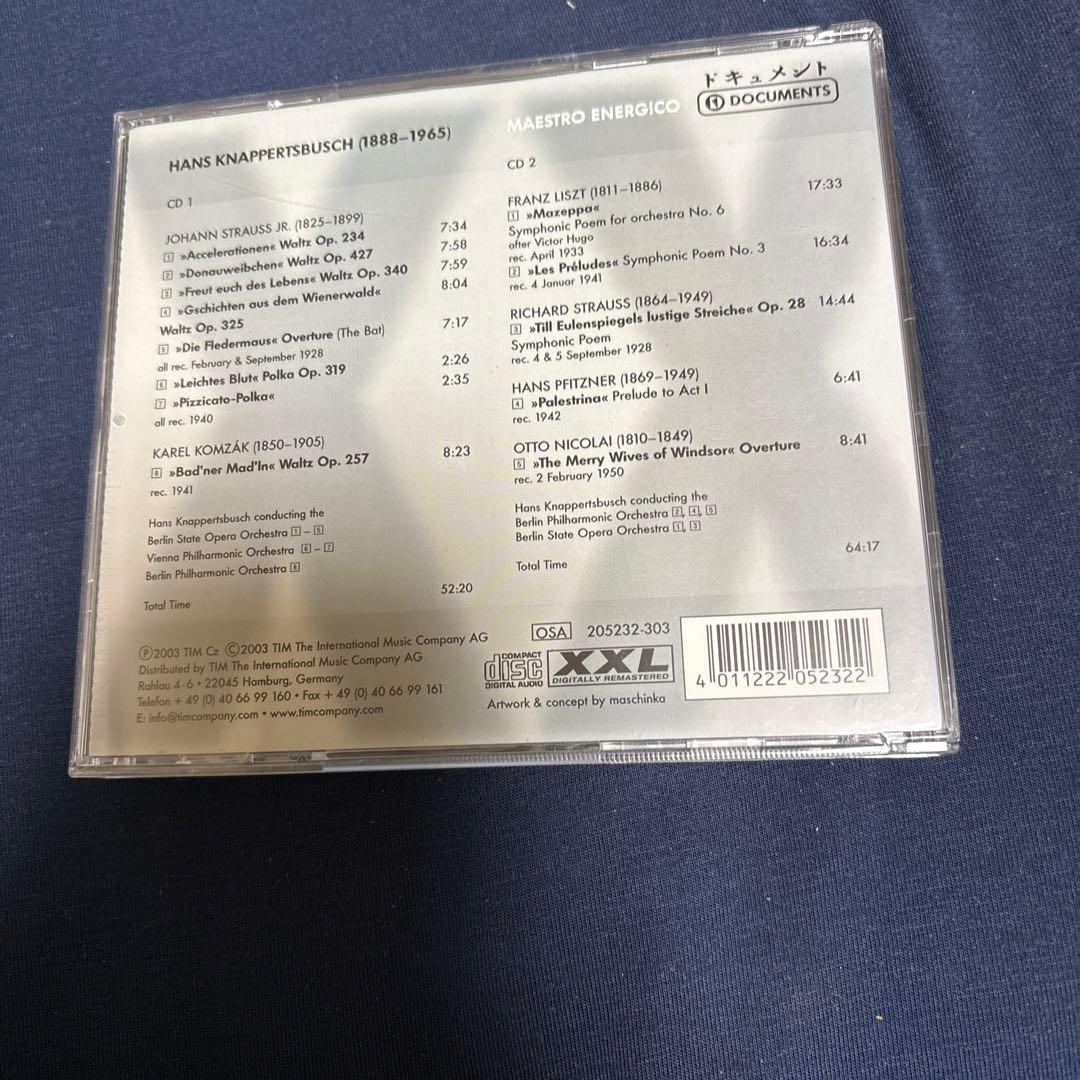 HANS KNAPPERTSBUSCH (1888–1965)
MAESTRO ENERGICO
ドキュメント
DOCUMENTS
CD 1
JOHANN STRAUSS JR. (1825–1899)
1 »Accelerationen« Waltz Op. 234 7:34
2 »Donauweibchen« Waltz Op. 427 7:58
3 »Freut euch des Lebens« Waltz Op. 340 7:59
4 »Gschichten aus dem Wienerwald« 8:04
Waltz Op. 325
5 »Die Fledermaus« Overture (The Bat) 7:17
all rec. February & September 1928
6 »Leichtes Blut« Polka Op. 319 2:26
7 »Pizzicato-Polka« 2:35
all rec. 1940
KAREL KOMZÁK (1850–1905)
8 »Bad'ner Mad'ln« Waltz Op. 257 8:23
rec. 1941
Hans Knappertsbusch conducting the
Berlin State Opera Orchestra 1 – 5
Vienna Philharmonic Orchestra 6 – 7
Berlin Philharmonic Orchestra 8
Total Time 52:20
CD 2
FRANZ LISZT (1811–1886)
1 »Mazeppa« 17:33
Symphonic Poem for orchestra No. 6
after Victor Hugo
rec. April 1933
2 »Les Préludes« Symphonic Poem No. 3 16:34
rec. 4 Januar 1941
RICHARD STRAUSS (1864–1949)
3 »Till Eulenspiegels lustige Streiche« Op. 28 14:44
Symphonic Poem
rec. 4 & 5 September 1928
HANS PFITZNER (1869–1949)
4 »Palestrina« Prelude to Act I 6:41
rec. 1942
OTTO NICOLAI (1810–1849)
5 »The Merry Wives of Windsor« Overture 8:41
rec. 2 February 1950
Hans Knappertsbusch conducting the
Berlin Philharmonic Orchestra 2, 4, 5
Berlin State Opera Orchestra 1, 3
Total Time 64:17
Ⓟ2003 TIM Cz ©2003 TIM The International Music Company AG
Distributed by TIM The International Music Company AG
Rahlau 4-6 • 22045 Hamburg, Germany
Telefon + 49 (0) 40 66 99 160 • Fax + 49 (0) 40 66 99 161
E: info@timcompany.com • www.timcompany.com
OSA 205232-303
COMPACT
disc
DIGITAL AUDIO
XXL
DIGITALLY REMASTERED
Artwork & concept by maschinka
4 011222 052322